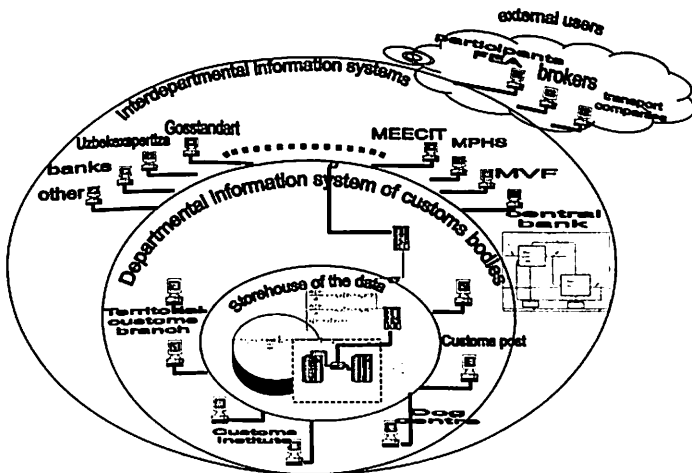 external users
participants
FEA
brokers
transport
companies
Interdepartmental information systems
Gosstandart
Uzbekexspertiza
banks
other
MEECIT
MPHS
MVF
Central
bank
Departmental information system of customs bodies
Storehouse of the data
Territorial
customs
branch
Customs post
Customs
institute
Dog
centre